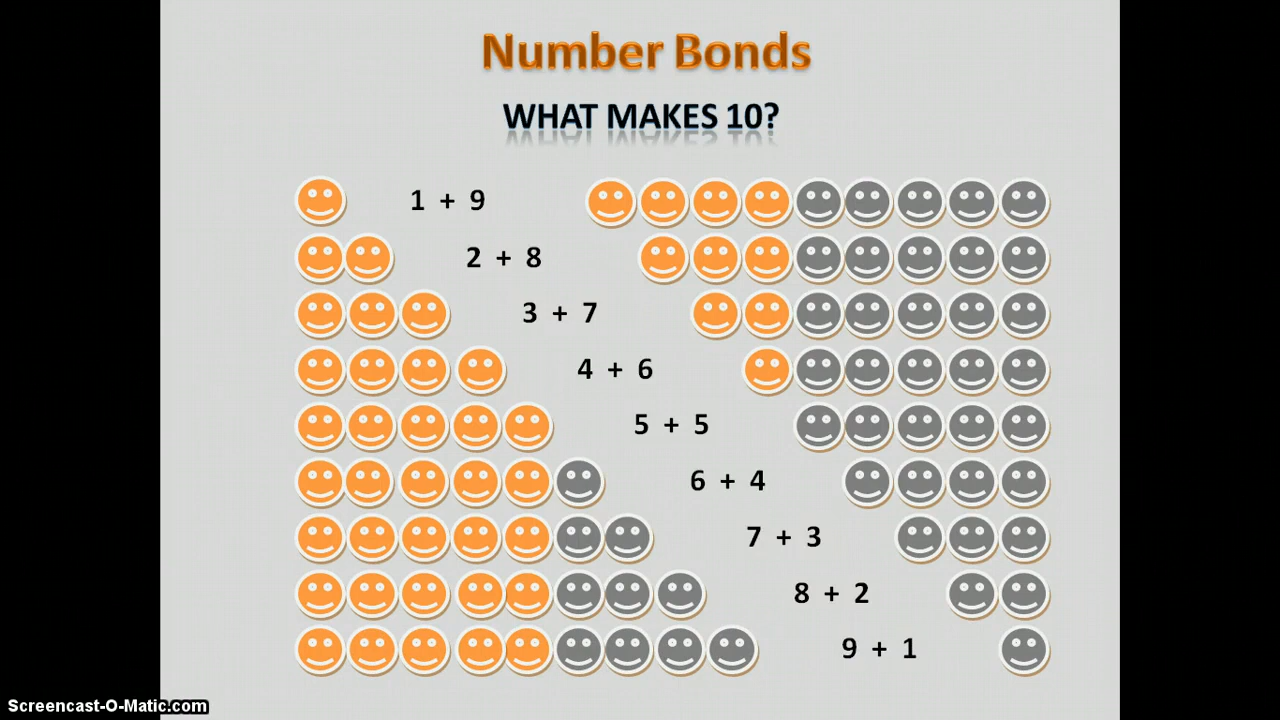 Number Bonds
WHAT MAKES 10?
1 + 9
2 + 8
3 + 7
4 + 6
5 + 5
6 + 4
7 + 3
8 + 2
9 + 1
Screencast-O-Matic.com